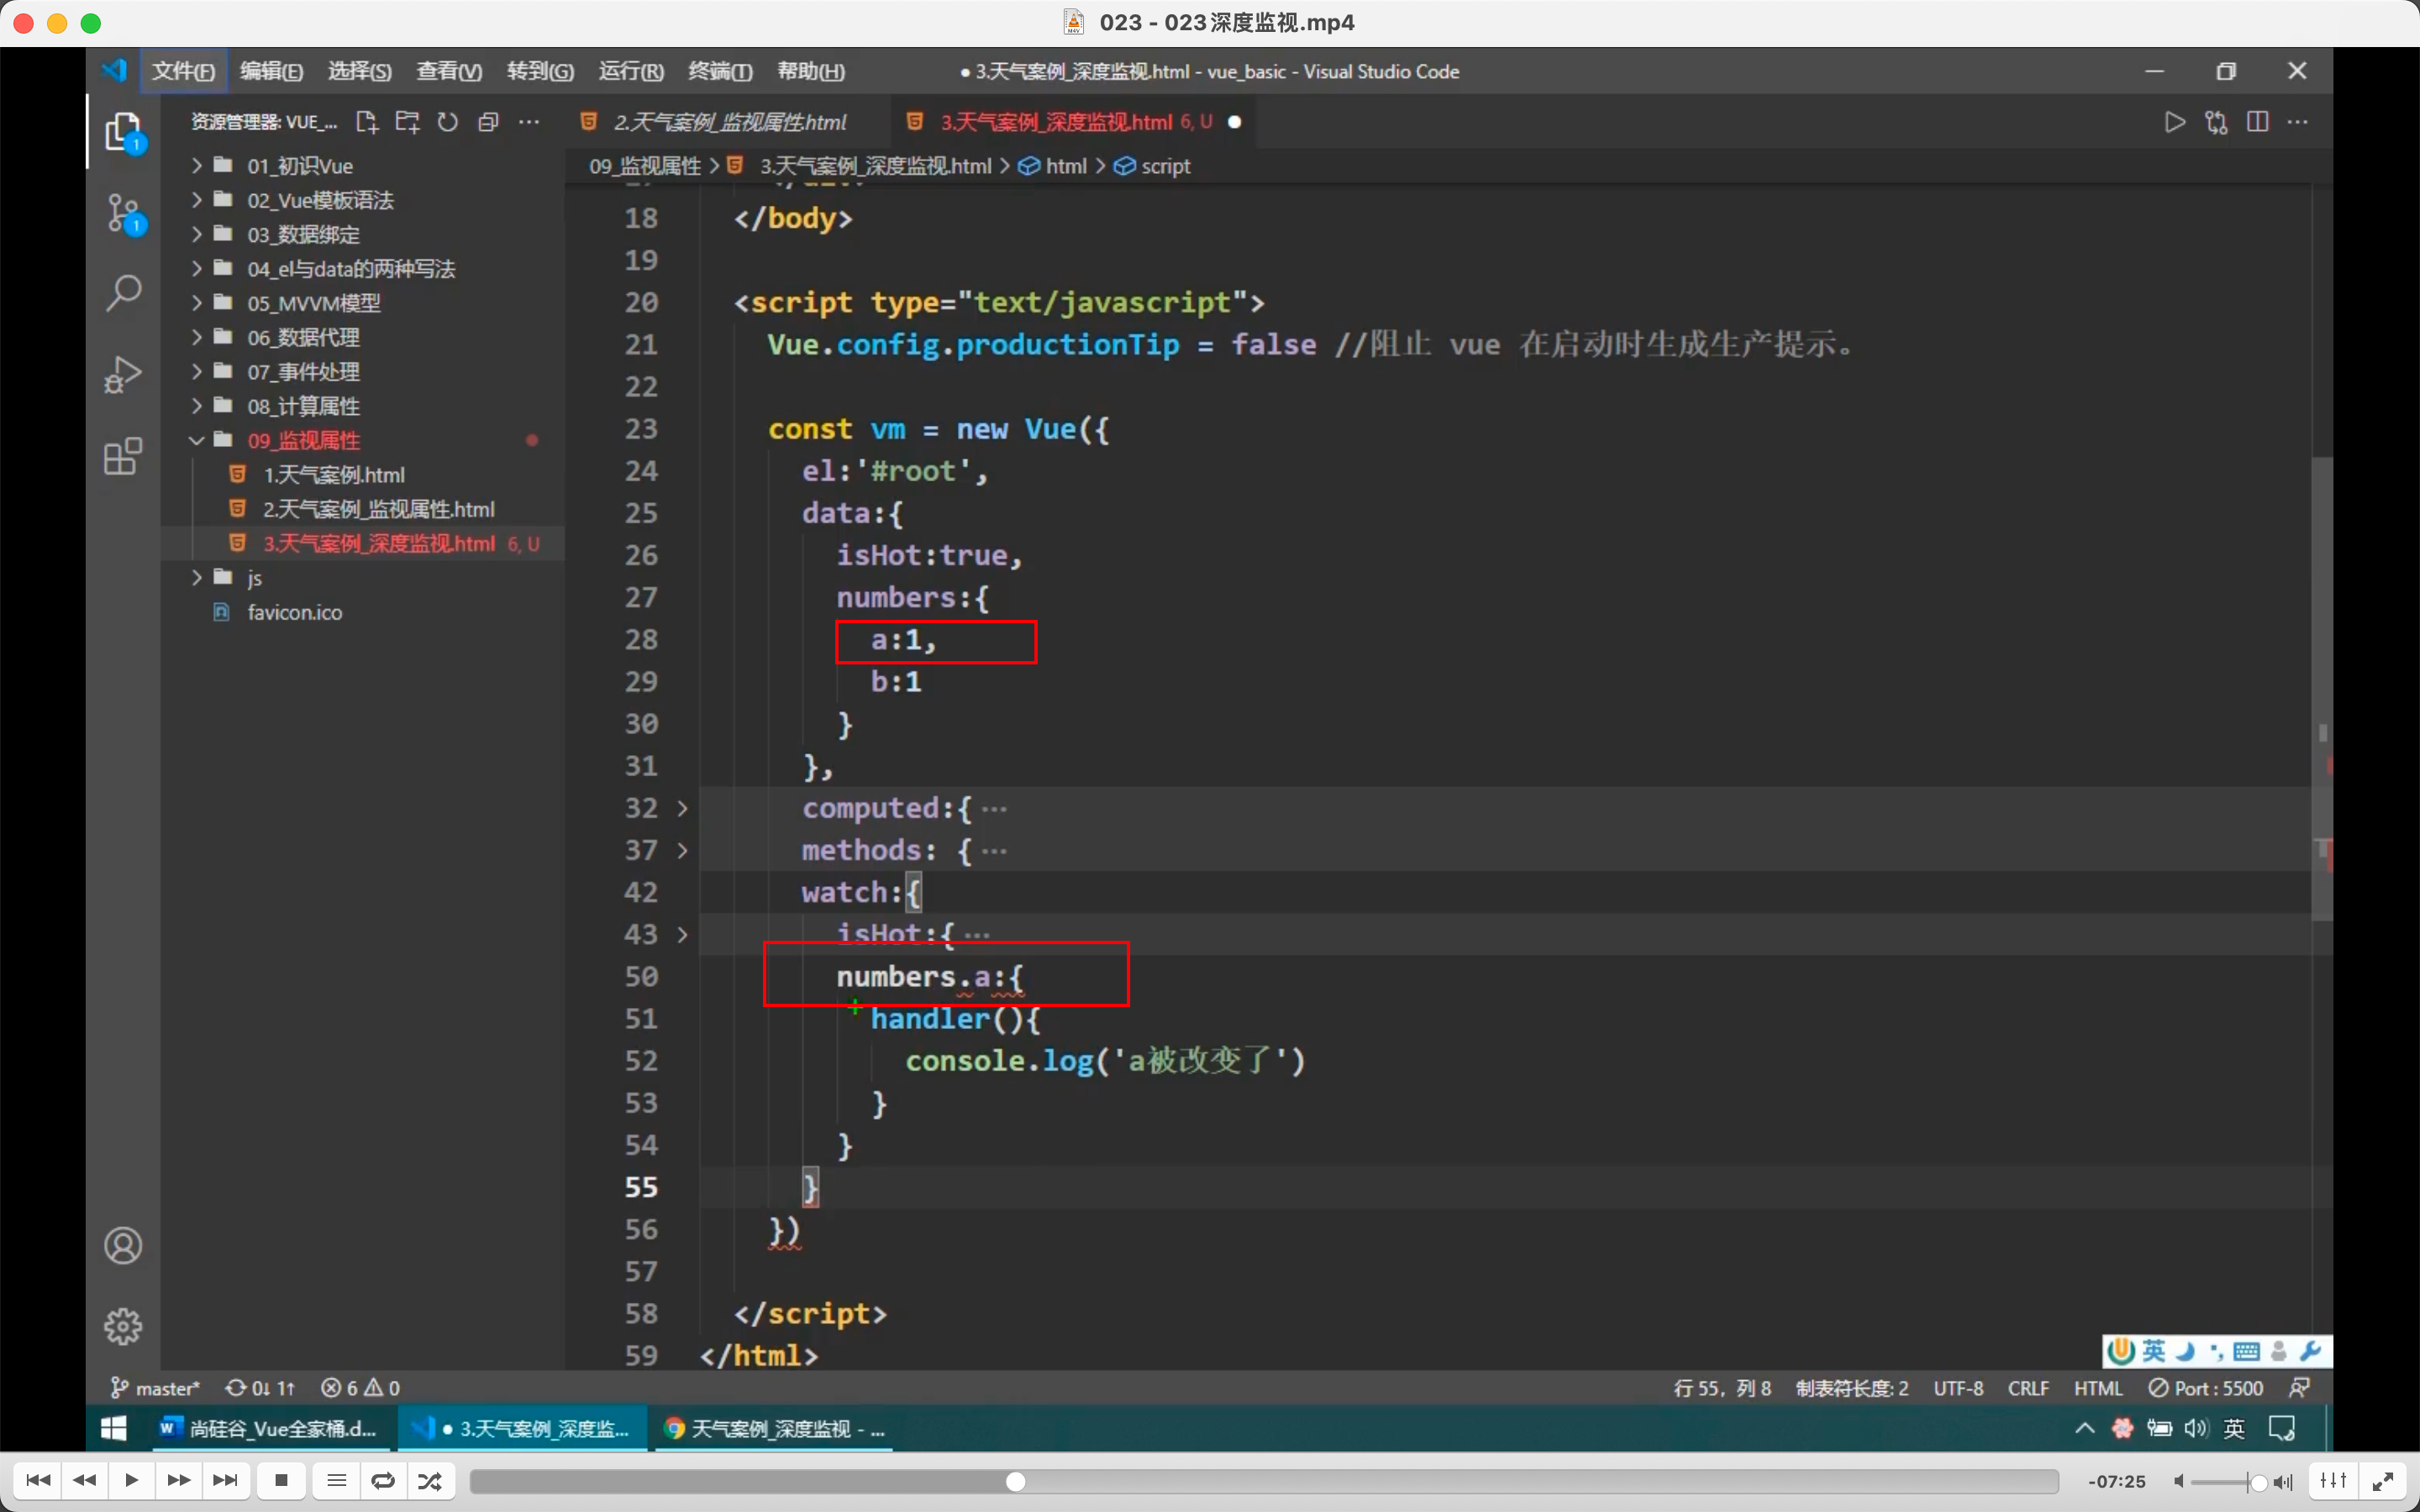 023 - 023深度监视.mp4
文件(F) 编辑(E) 选择(S) 查看(V) 转到(G) 运行(R) 终端(T) 帮助(H) ● 3.天气案例_深度监视.html - vue_basic - Visual Studio Code
资源管理器: VUE_...
01_初识Vue
02_Vue模板语法
03_数据绑定
04_el与data的两种写法
05_MVVM模型
06_数据代理
07_事件处理
08_计算属性
09_监视属性
1.天气案例.html
2.天气案例_监视属性.html
3.天气案例_深度监视.html 6, U
js
favicon.ico
1
1
2.天气案例_监视属性.html 3.天气案例_深度监视.html 6, U ●
09_监视属性 > 3.天气案例_深度监视.html > html > script
18 </body>
19
20 <script type="text/javascript">
21 Vue.config.productionTip = false //阻止 vue 在启动时生成生产提示。
22
23 const vm = new Vue({
24 el:'#root',
25 data:{
26 isHot:true,
27 numbers:{
28 a:1,
29 b:1
30 }
31 },
32 computed:{ ...
37 methods: { ...
42 watch:{
43 isHot:{ ...
50 numbers.a:{
51 handler(){
52 console.log('a被改变了')
53 }
54 }
55 }
56 })
57
58 </script>
59 </html>
英
master* 0↓ 1↑ 6 0 行 55，列 8 制表符长度: 2 UTF-8 CRLF HTML Port : 5500
尚硅谷_Vue全家桶.d... ● 3.天气案例_深度监... 天气案例_深度监视 - ... 英
-07:25